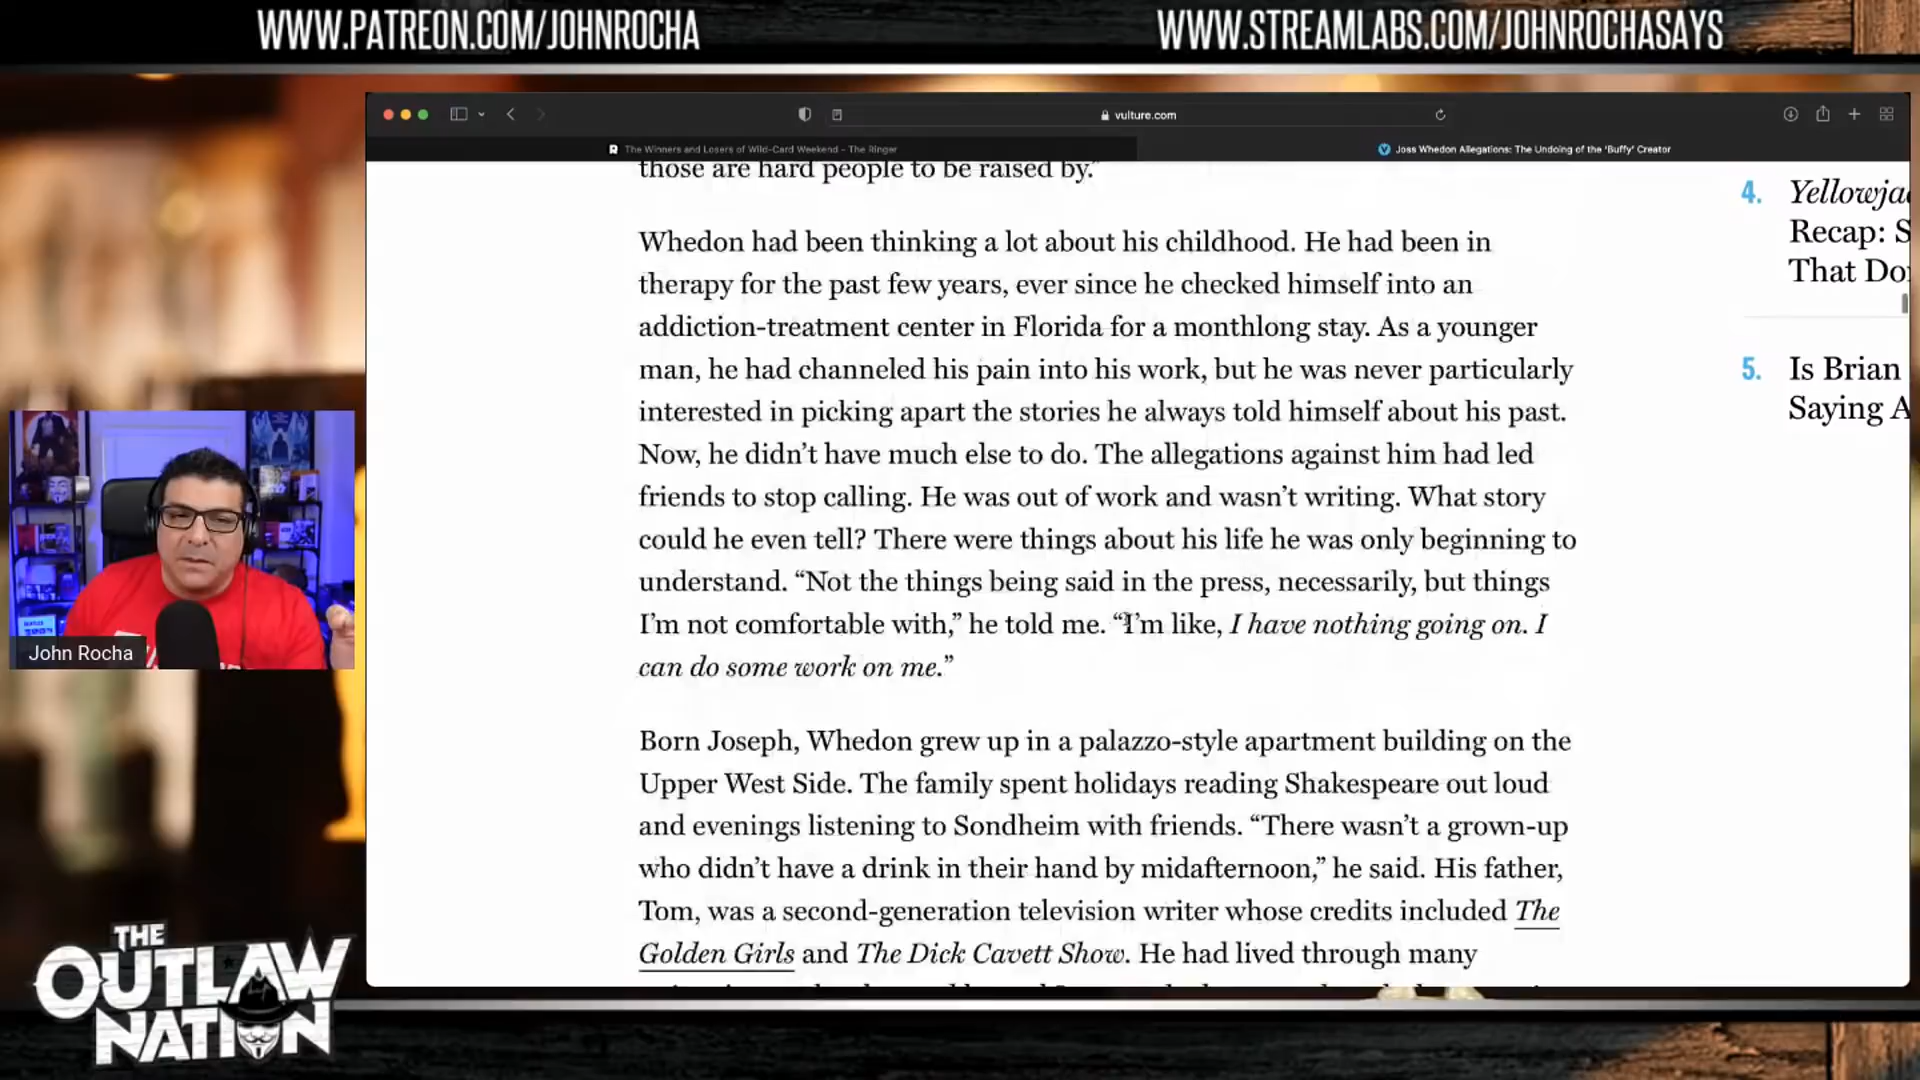 WWW.PATREON.COM/JOHNROCHA
WWW.STREAMLABS.COM/JOHNROCHASAYS
vulture.com
The Winners and Losers of Wild-Card Weekend - The Ringer
Joss Whedon Allegations: The Undoing of the 'Buffy' Creator
those are hard people to be raised by.”
Whedon had been thinking a lot about his childhood. He had been in
therapy for the past few years, ever since he checked himself into an
addiction-treatment center in Florida for a monthlong stay. As a younger
man, he had channeled his pain into his work, but he was never particularly
interested in picking apart the stories he always told himself about his past.
Now, he didn’t have much else to do. The allegations against him had led
friends to stop calling. He was out of work and wasn’t writing. What story
could he even tell? There were things about his life he was only beginning to
understand. “Not the things being said in the press, necessarily, but things
I’m not comfortable with,” he told me. “I’m like, I have nothing going on. I
can do some work on me.”
Born Joseph, Whedon grew up in a palazzo-style apartment building on the
Upper West Side. The family spent holidays reading Shakespeare out loud
and evenings listening to Sondheim with friends. “There wasn’t a grown-up
who didn’t have a drink in their hand by midafternoon,” he said. His father,
Tom, was a second-generation television writer whose credits included The
Golden Girls and The Dick Cavett Show. He had lived through many
4. Yellowjac
Recap: S
That Do
5. Is Brian
Saying A
John Rocha
THE
OUTLAW
NATION